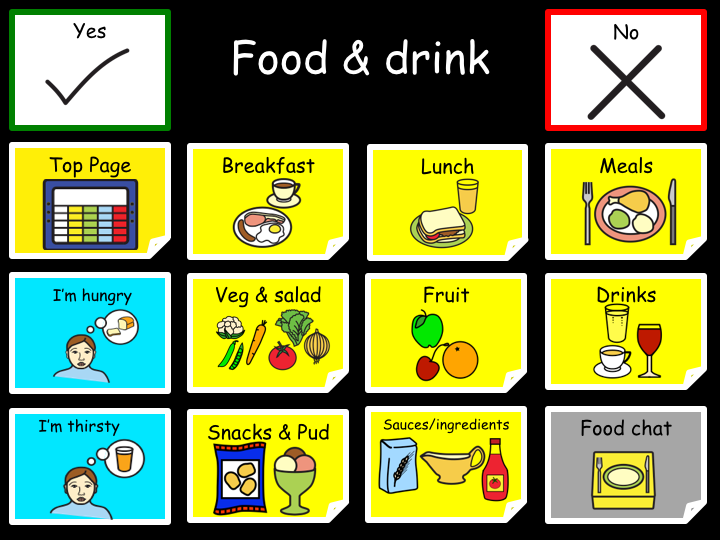 Yes
Food & drink
No
Top Page
Breakfast
Lunch
Meals
I'm hungry
Veg & salad
Fruit
Drinks
I'm thirsty
Snacks & Pud
Sauces/ingredients
Food chat